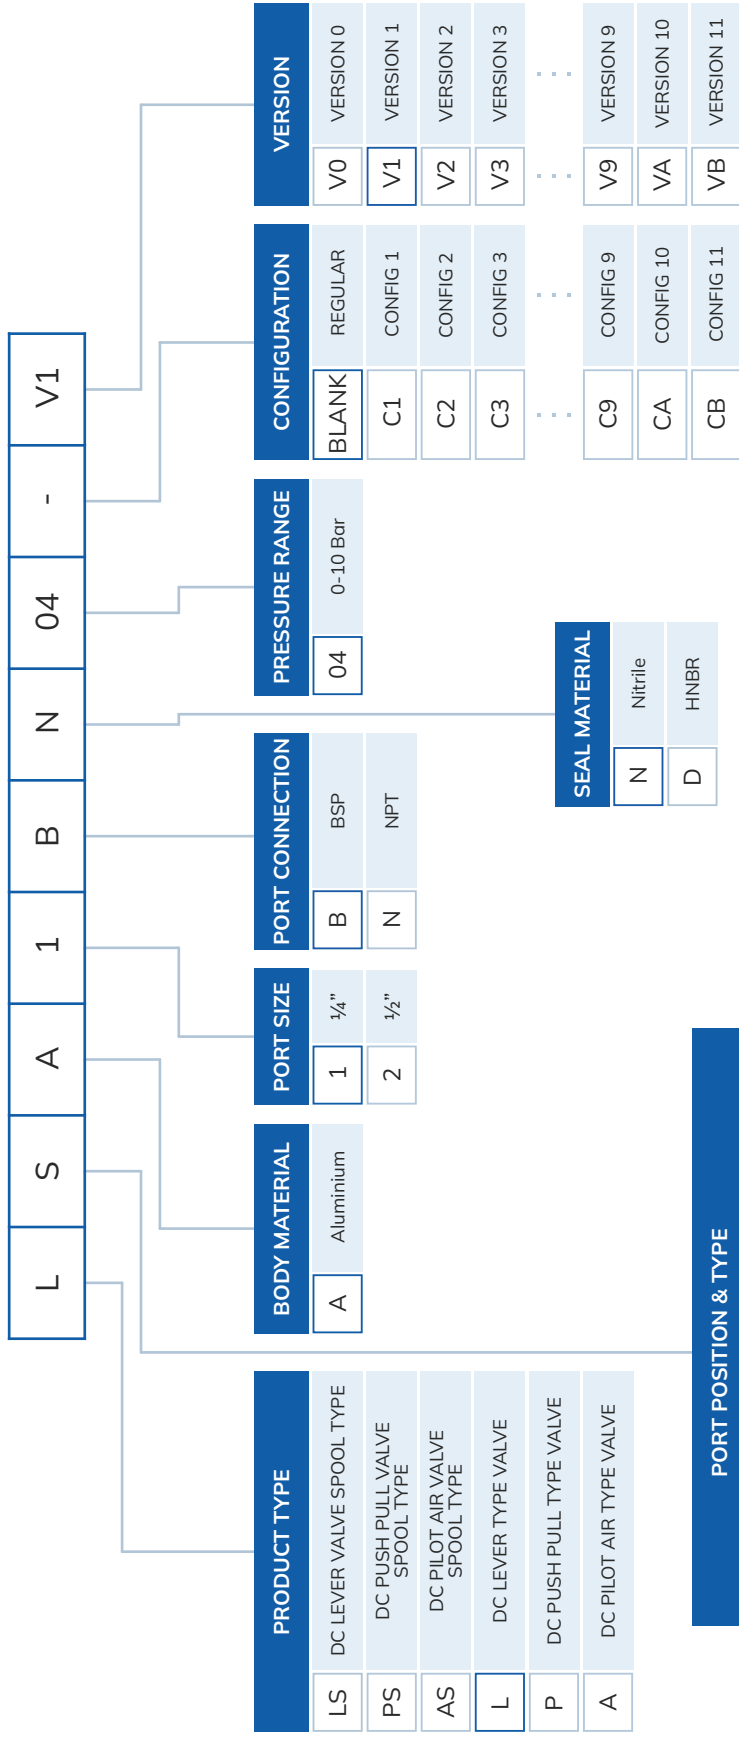 L S A 1 B N 04 - V1
PRODUCT TYPE
LS DC LEVER VALVE SPOOL TYPE
PS DC PUSH PULL VALVE
SPOOL TYPE
AS DC PILOT AIR VALVE
SPOOL TYPE
L DC LEVER TYPE VALVE
P DC PUSH PULL TYPE VALVE
A DC PILOT AIR TYPE VALVE
BODY MATERIAL
A Aluminium
PORT SIZE
1 ¼”
2 ½”
PORT CONNECTION
B BSP
N NPT
PRESSURE RANGE
04 0-10 Bar
CONFIGURATION
BLANK REGULAR
C1 CONFIG 1
C2 CONFIG 2
C3 CONFIG 3
.... ....
C9 CONFIG 9
CA CONFIG 10
CB CONFIG 11
VERSION
V0 VERSION 0
V1 VERSION 1
V2 VERSION 2
V3 VERSION 3
.... ....
V9 VERSION 9
VA VERSION 10
VB VERSION 11
SEAL MATERIAL
N Nitrile
D HNBR
PORT POSITION & TYPE